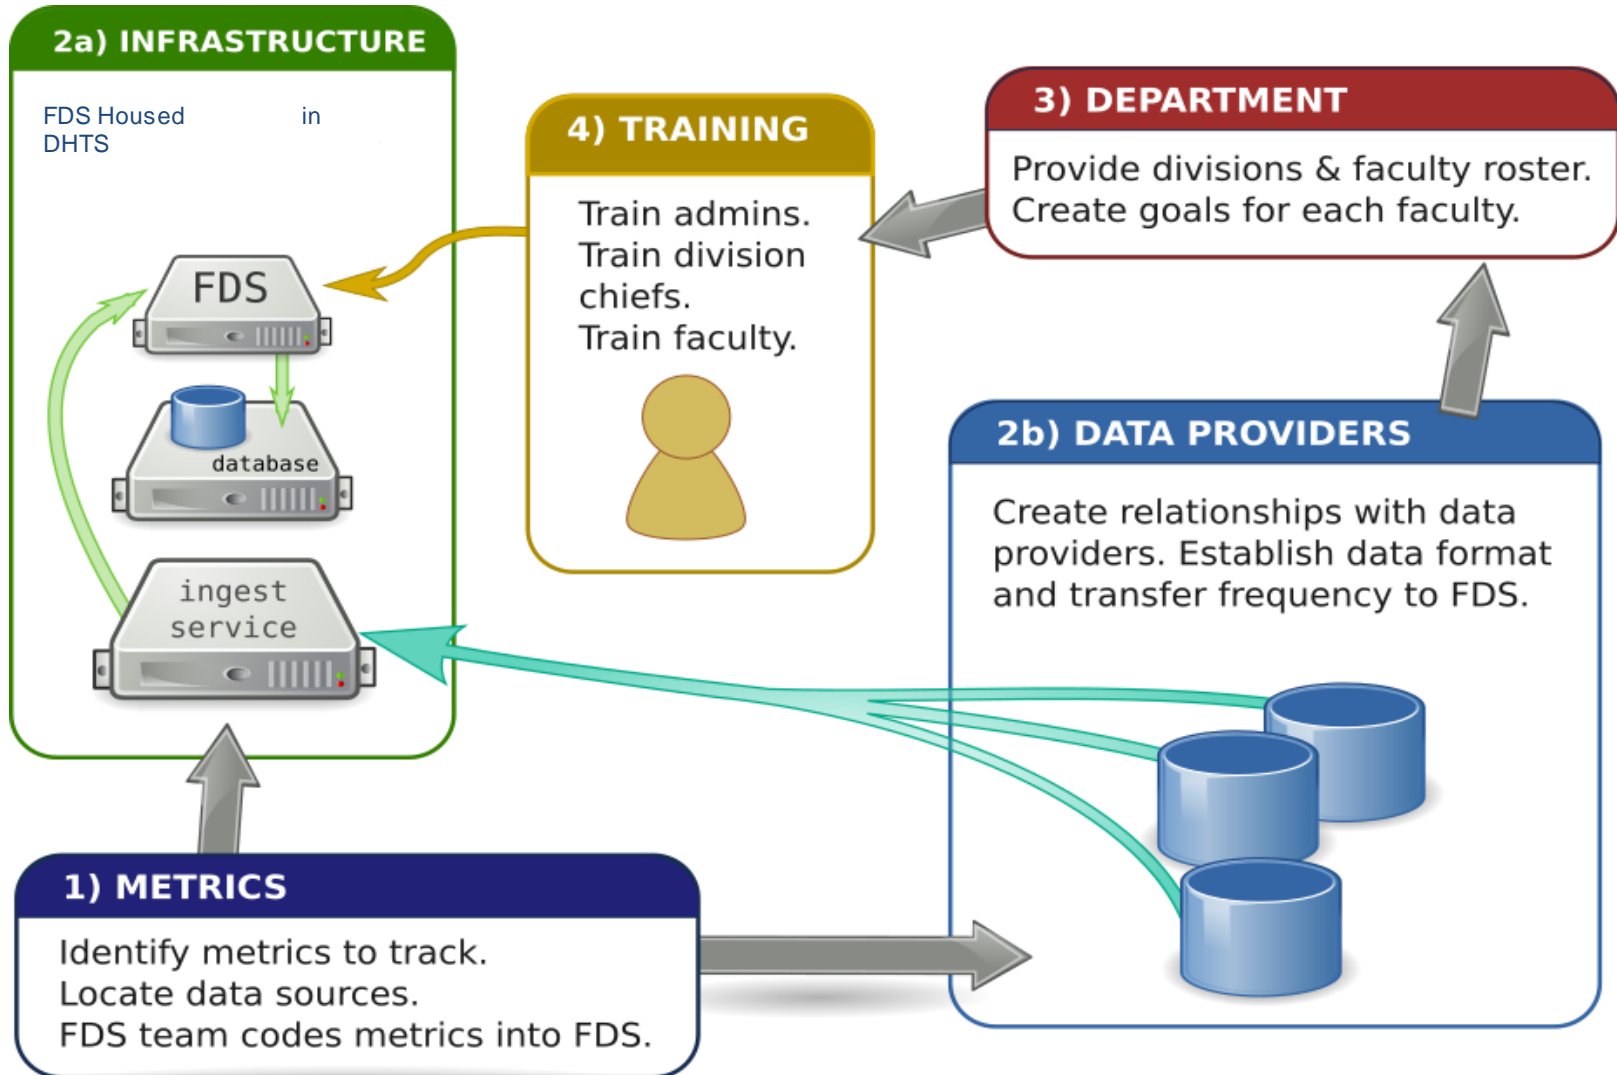 2a) INFRASTRUCTURE
FDS Housed in
DHTS
FDS
database
ingest
service
4) TRAINING
Train admins.
Train division
chiefs.
Train faculty.
3) DEPARTMENT
Provide divisions & faculty roster.
Create goals for each faculty.
2b) DATA PROVIDERS
Create relationships with data
providers. Establish data format
and transfer frequency to FDS.
1) METRICS
Identify metrics to track.
Locate data sources.
FDS team codes metrics into FDS.